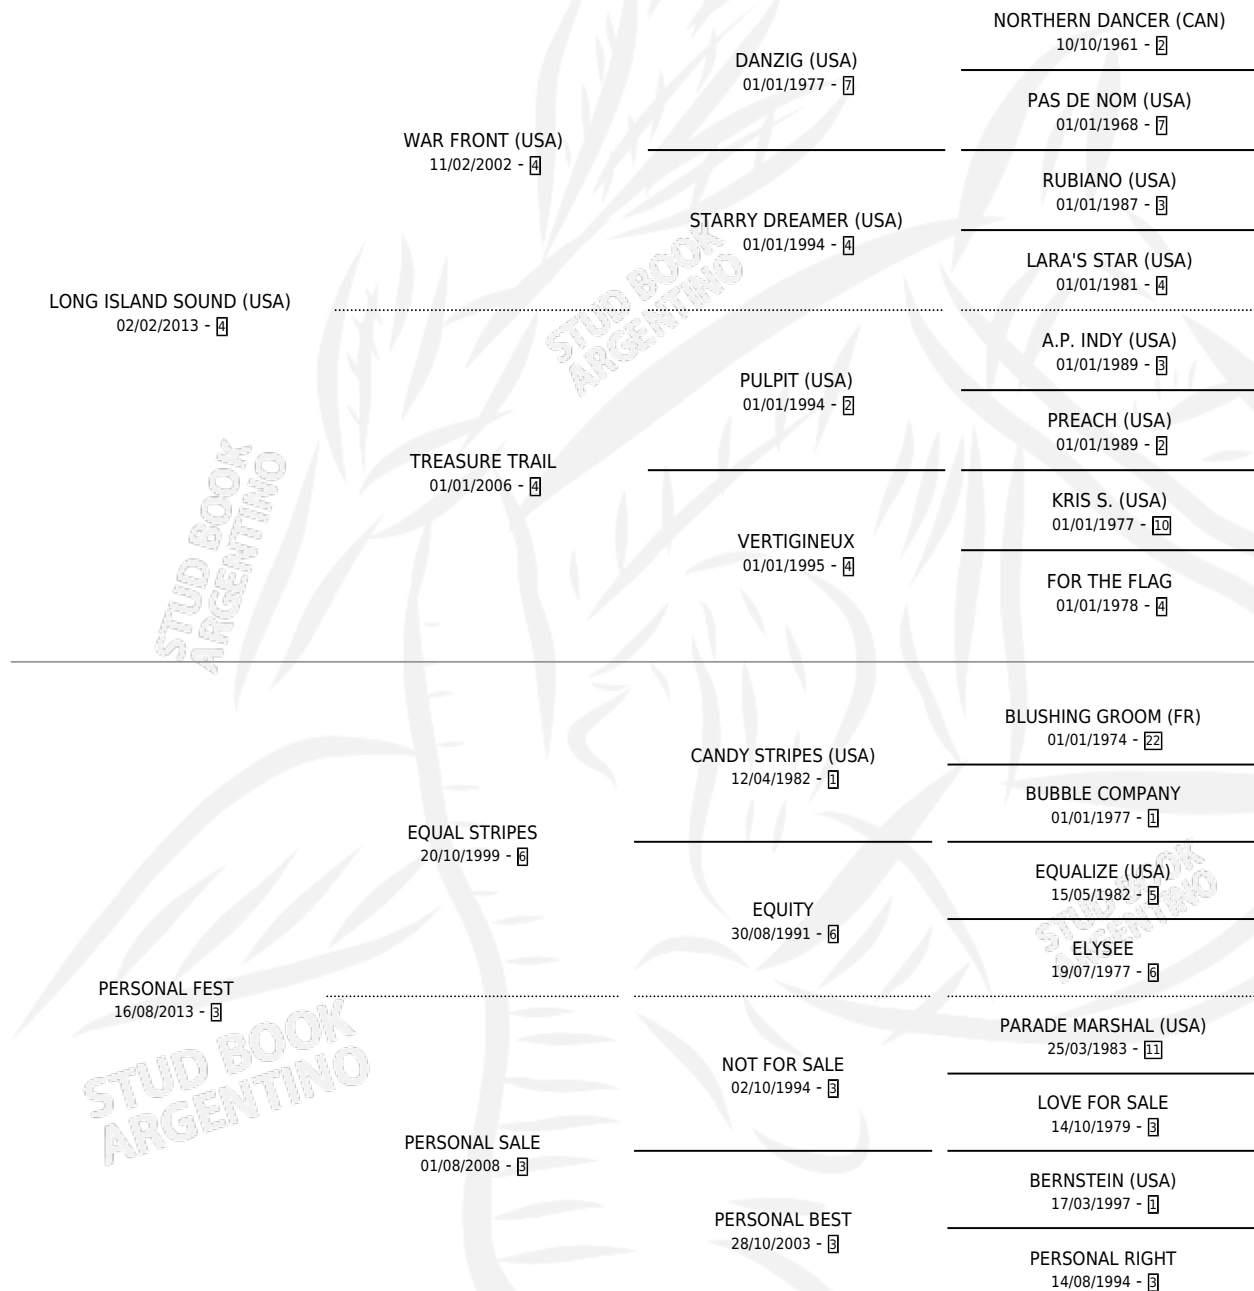 NORTHERN DANCER (CAN)
10/10/1961 - 2
DANZIG (USA)
01/01/1977 - 7
PAS DE NOM (USA)
01/01/1968 - 7
WAR FRONT (USA)
11/02/2002 - 4
RUBIANO (USA)
01/01/1987 - 3
STARRY DREAMER (USA)
01/01/1994 - 4
LARA'S STAR (USA)
01/01/1981 - 4
LONG ISLAND SOUND (USA)
02/02/2013 - 4
A.P. INDY (USA)
01/01/1989 - 3
PULPIT (USA)
01/01/1994 - 2
PREACH (USA)
01/01/1989 - 2
TREASURE TRAIL
01/01/2006 - 4
KRIS S. (USA)
01/01/1977 - 10
VERTIGINEUX
01/01/1995 - 4
FOR THE FLAG
01/01/1978 - 4
BLUSHING GROOM (FR)
01/01/1974 - 22
CANDY STRIPES (USA)
12/04/1982 - 1
BUBBLE COMPANY
01/01/1977 - 1
EQUAL STRIPES
20/10/1999 - 6
EQUALIZE (USA)
15/05/1982 - 5
EQUITY
30/08/1991 - 6
ELYSEE
19/07/1977 - 6
PERSONAL FEST
16/08/2013 - 3
PARADE MARSHAL (USA)
25/03/1983 - 11
NOT FOR SALE
02/10/1994 - 3
LOVE FOR SALE
14/10/1979 - 3
PERSONAL SALE
01/08/2008 - 3
BERNSTEIN (USA)
17/03/1997 - 1
PERSONAL BEST
28/10/2003 - 3
PERSONAL RIGHT
14/08/1994 - 3
STUD BOOK
ARGENTINO
STUD BOOK
ARGENTINO
STUD BOOK
ARGENTINO
STUD BOOK
ARGENTINO